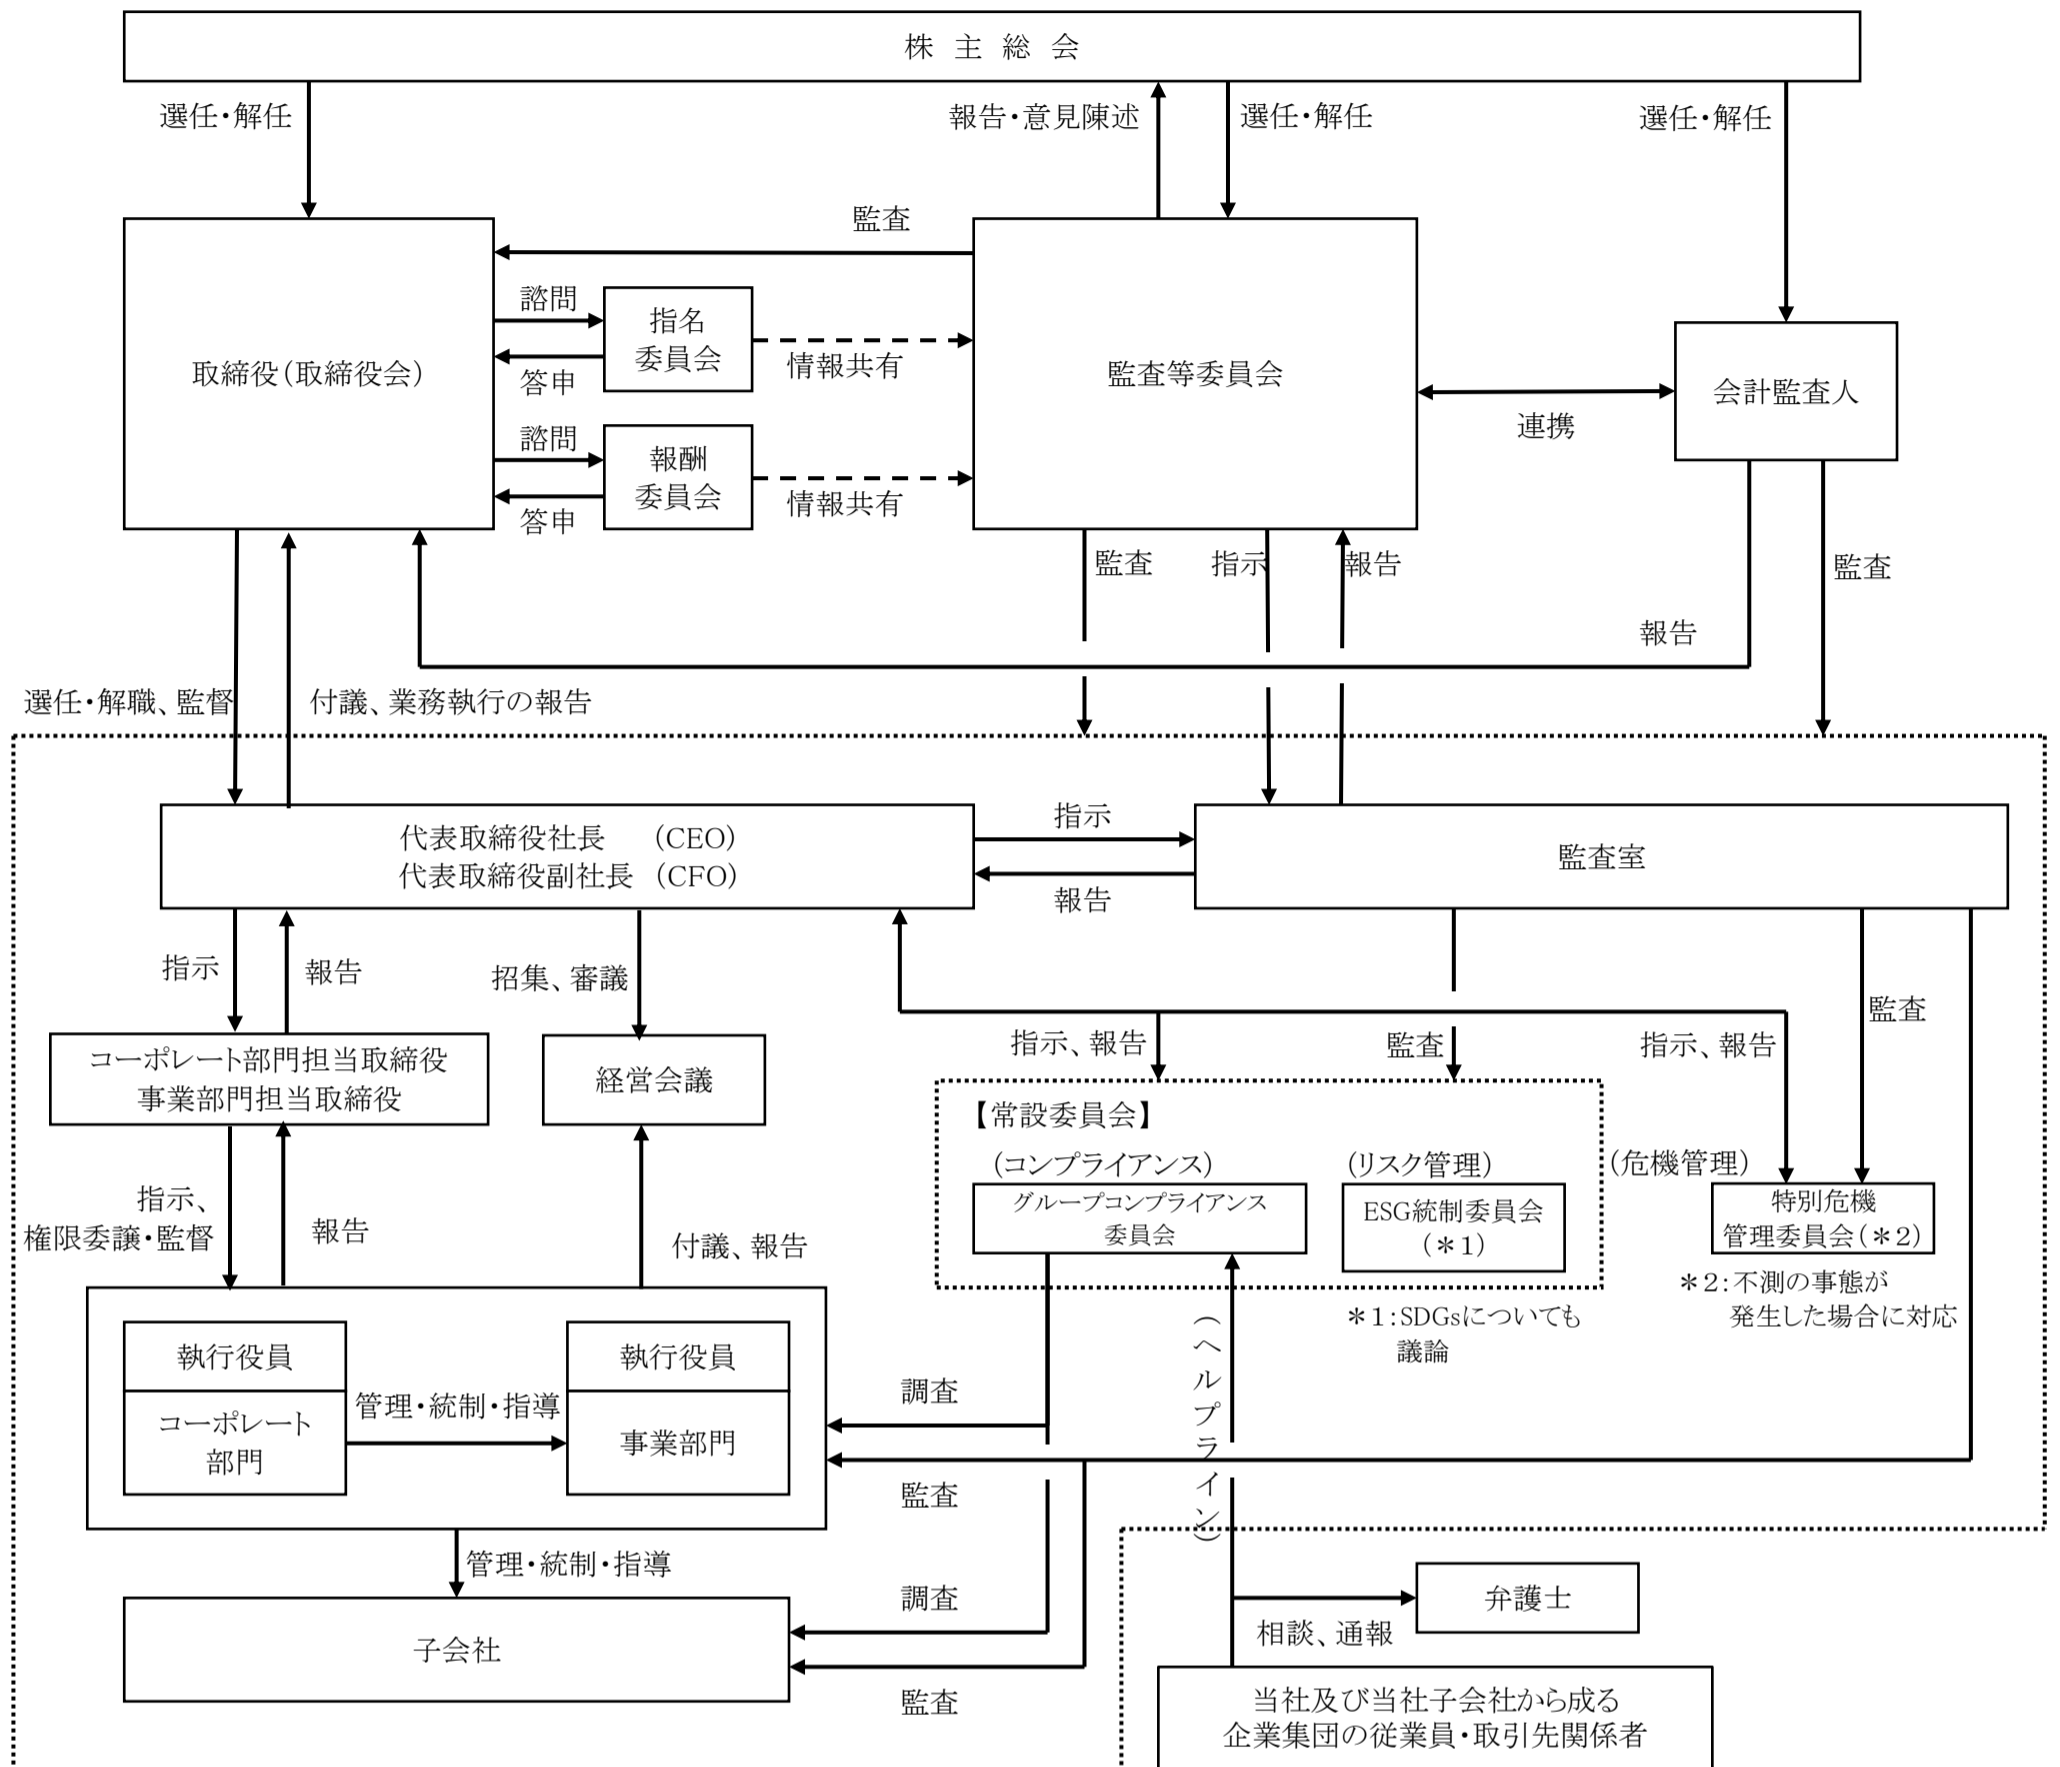 株 主 総 会
選任・解任
報告・意見陳述
選任・解任
選任・解任
監査
諮問
指名
委員会
答申
情報共有
取締役(取締役会)
監査等委員会
会計監査人
連携
諮問
報酬
委員会
答申
情報共有
監査
指示
報告
監査
報告
選任・解職、監督
付議、業務執行の報告
代表取締役社長 (CEO)
代表取締役副社長 (CFO)
指示
報告
監査室
指示
報告
招集、審議
監査
指示、報告
監査
指示、報告
コーポレート部門担当取締役
事業部門担当取締役
経営会議
【常設委員会】
(コンプライアンス)
(リスク管理)
(危機管理)
グループコンプライアンス
委員会
ESG統制委員会
(*1)
特別危機
管理委員会(*2)
*2:不測の事態が
発生した場合に対応
*1:SDGsについても
議論
指示、
権限委譲・監督
報告
付議、報告
(ヘルプライン)
執行役員
コーポレート
部門
管理・統制・指導
執行役員
事業部門
調査
監査
管理・統制・指導
調査
子会社
監査
弁護士
相談、通報
当社及び当社子会社から成る
企業集団の従業員・取引先関係者